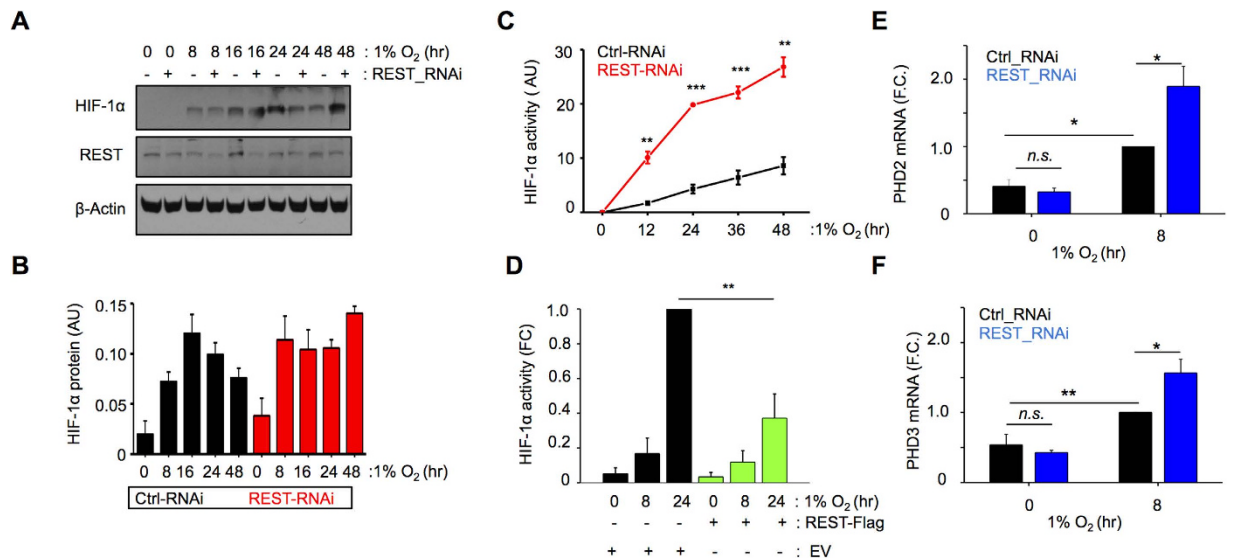 A
0 0 8 8 16 16 24 24 48 48 : 1% O2 (hr)
- + - + - + - + - + : REST_RNAi
HIF-1α
REST
β-Actin
B
HIF-1α protein (AU)
0.15
0.10
0.05
0
0 8 16 24 48 0 8 16 24 48 :1% O2 (hr)
Ctrl-RNAi REST-RNAi
C
HIF-1α activity (AU)
Ctrl-RNAi
REST-RNAi
30
20
10
0
** *** *** **
0 12 24 36 48 :1% O2 (hr)
D
HIF-1α activity (FC)
**
1.0
0.8
0.6
0.4
0.2
0
0 8 24 0 8 24 : 1% O2 (hr)
- - - + + + : REST-Flag
+ + + - - - : EV
E
PHD2 mRNA (F.C.)
Ctrl_RNAi
REST_RNAi
2.0
1.0
0
*
*
n.s.
0 8
1% O2 (hr)
F
PHD3 mRNA (F.C.)
Ctrl_RNAi
REST_RNAi
2.0
1.0
0
*
**
n.s.
0 8
1% O2 (hr)